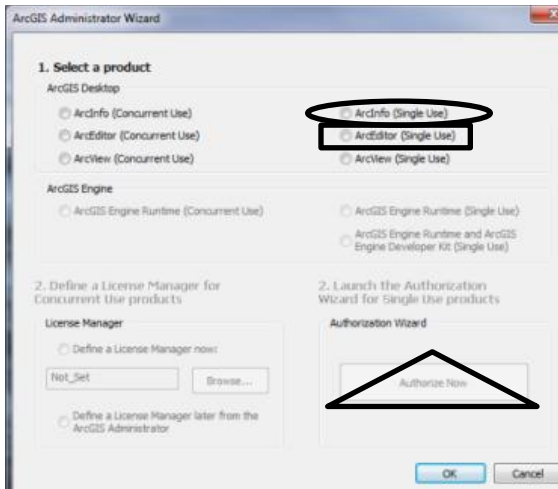 ArcGIS Administrator Wizard
1. Select a product
ArcGIS Desktop
ArcInfo (Concurrent Use)
ArcInfo (Single Use)
ArcEditor (Concurrent Use)
ArcEditor (Single Use)
ArcView (Concurrent Use)
ArcView (Single Use)
ArcGIS Engine
ArcGIS Engine Runtime (Concurrent Use)
ArcGIS Engine Runtime (Single Use)
ArcGIS Engine Runtime and ArcGIS
Engine Developer Kit (Single Use)
2. Define a License Manager for
Concurrent Use products
License Manager
Define a License Manager now:
Not_Set
Browse...
Define a License Manager later from the
ArcGIS Administrator
2. Launch the Authorization
Wizard for Single Use products
Authorization Wizard
Authorize Now
OK
Cancel